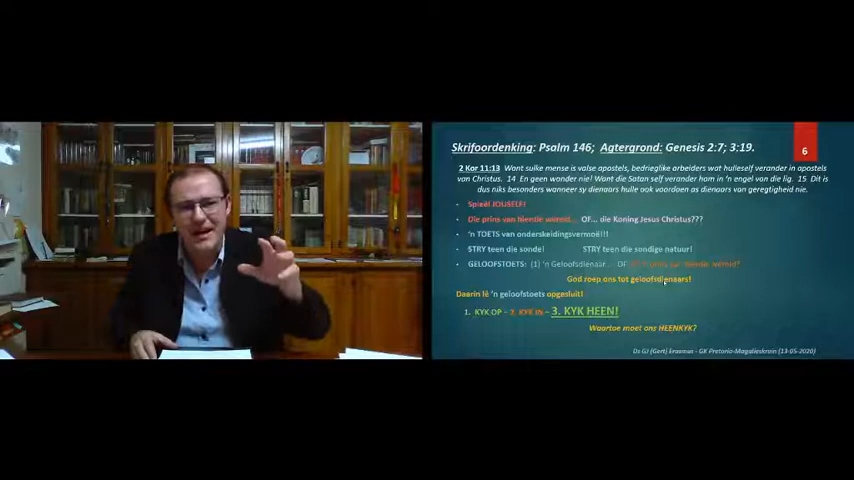 Skrifoordenking: Psalm 146; Agtergrond: Genesis 2:7; 3:19.
6
2 Kor 11:13 Want sulke mense is valse apostels, bedrieglike arbeiders wat hulleself verander in apostels
van Christus. 14 En geen wonder nie! Want die Satan self verander hom in 'n engel van die lig. 15 Dit is
dus niks besonders wanneer sy dienaars hulle ook voordoen as dienaars van geregtigheid nie.
• Spieël JOUSELF!
• Die prins van hierdie wêreld... OF... die Koning Jesus Christus???
• 'n TOETS van onderskeidingsvermoë!!!
• STRY teen die sonde! STRY teen die sondige natuur!
• GELOOFSTOETS: (1) 'n Geloofsdienaar... OF die prins van hierdie wêreld?
God roep ons tot geloofsdienaars!
Daarin lê 'n geloofstoets opgesluit!
1. KYK OP – 2. KYK IN – 3. KYK HEEN!
Waartoe moet ons HEENKYK?
Ds GJ (Gert) Erasmus - GK Pretoria-Magalieskruin (13-05-2020)